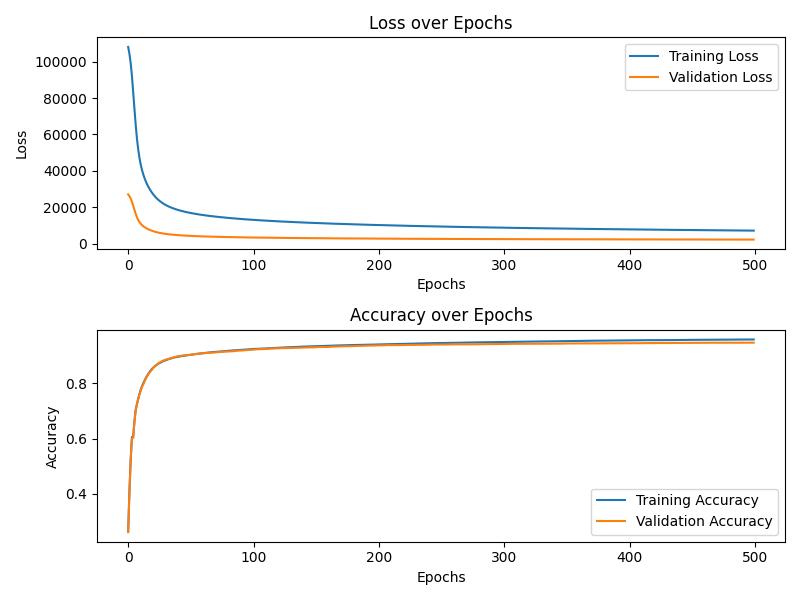 Loss over Epochs
100000
80000
60000
40000
20000
0
Loss
Training Loss
Validation Loss
0 100 200 300 400 500
Epochs
Accuracy over Epochs
0.8
0.6
0.4
Accuracy
Training Accuracy
Validation Accuracy
0 100 200 300 400 500
Epochs